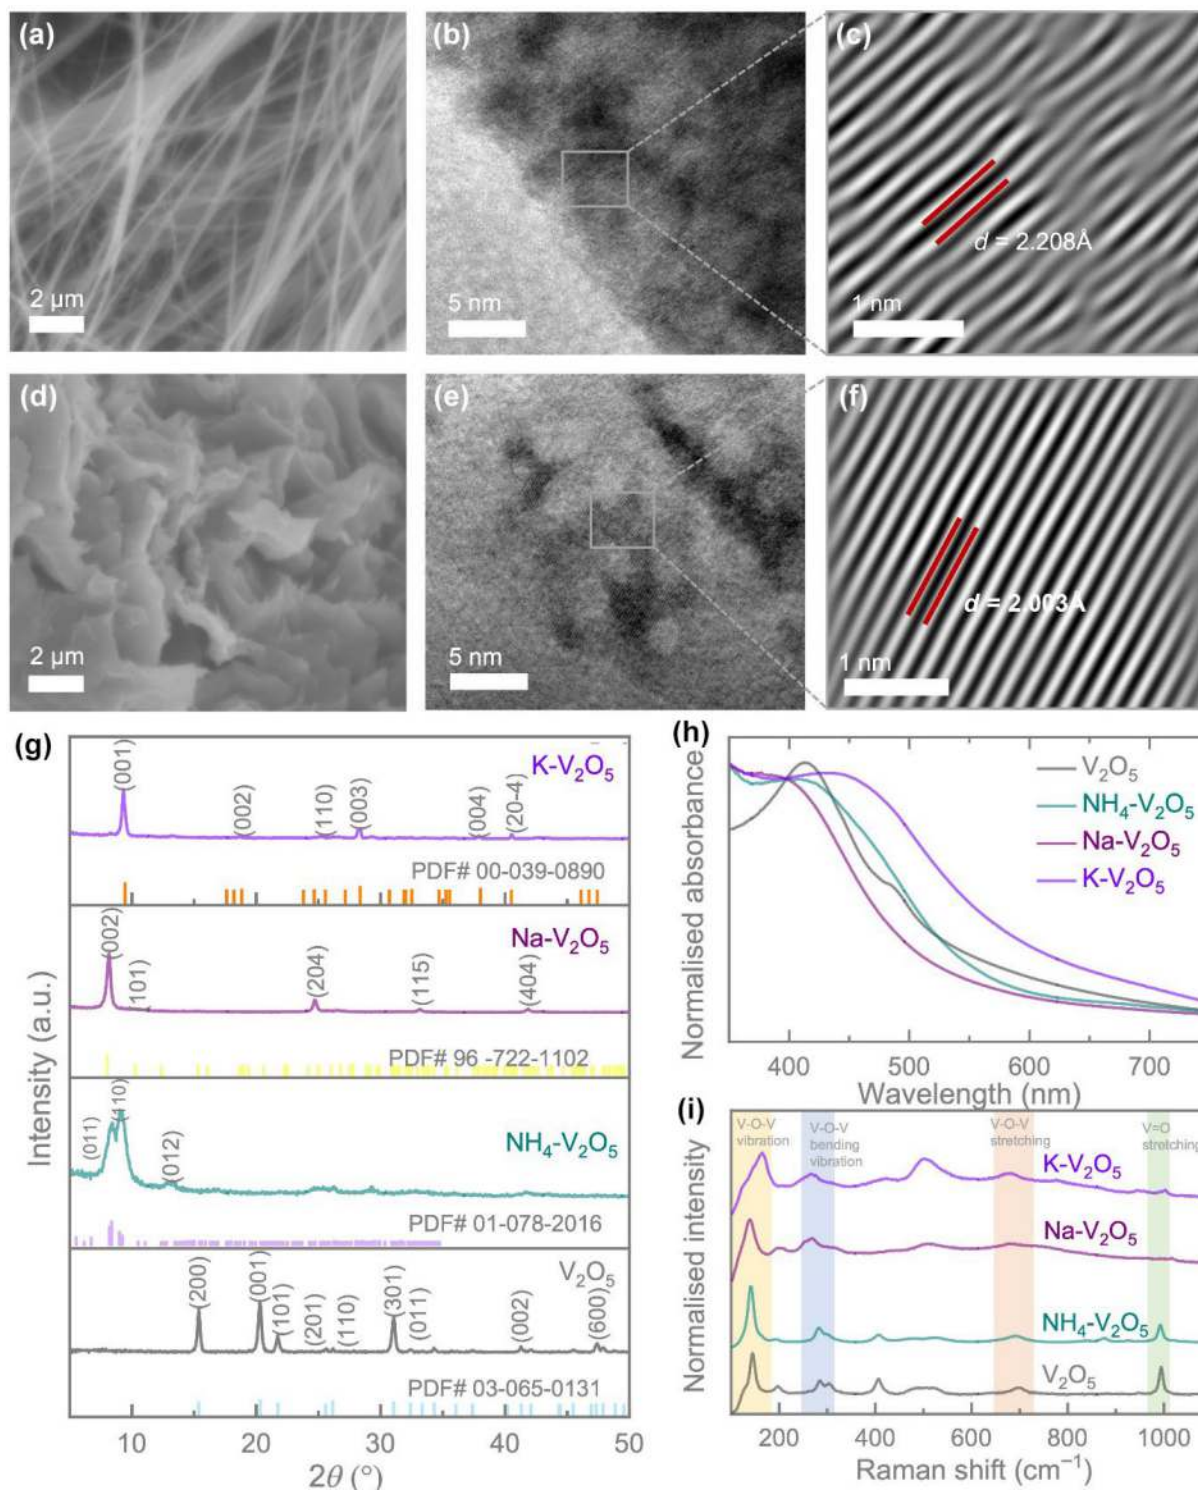 (a)
2 µm
(b)
5 nm
(c)
d = 2.208Å
1 nm
(d)
2 µm
(e)
5 nm
(f)
d = 2.003Å
1 nm
(g)
K-V₂O₅
(001)
(002)
(110)
(003)
(004)
(20-4)
PDF# 00-039-0890
Na-V₂O₅
(002)
(101)
(204)
(115)
(404)
PDF# 96 -722-1102
NH₄-V₂O₅
(011)
(110)
(012)
PDF# 01-078-2016
V₂O₅
(200)
(001)
(101)
(201)
(110)
(301)
(011)
(002)
(600)
PDF# 03-065-0131
10 20 30 40 50
2θ (°)
Intensity (a.u.)
(h)
V₂O₅
NH₄-V₂O₅
Na-V₂O₅
K-V₂O₅
400 500 600 700
Wavelength (nm)
Normalised absorbance
(i)
V-O-V
vibration
V-O-V
bending
vibration
V-O-V
stretching
V=O
stretching
K-V₂O₅
Na-V₂O₅
NH₄-V₂O₅
V₂O₅
200 400 600 800 1000
Raman shift (cm⁻¹)
Normalised intensity